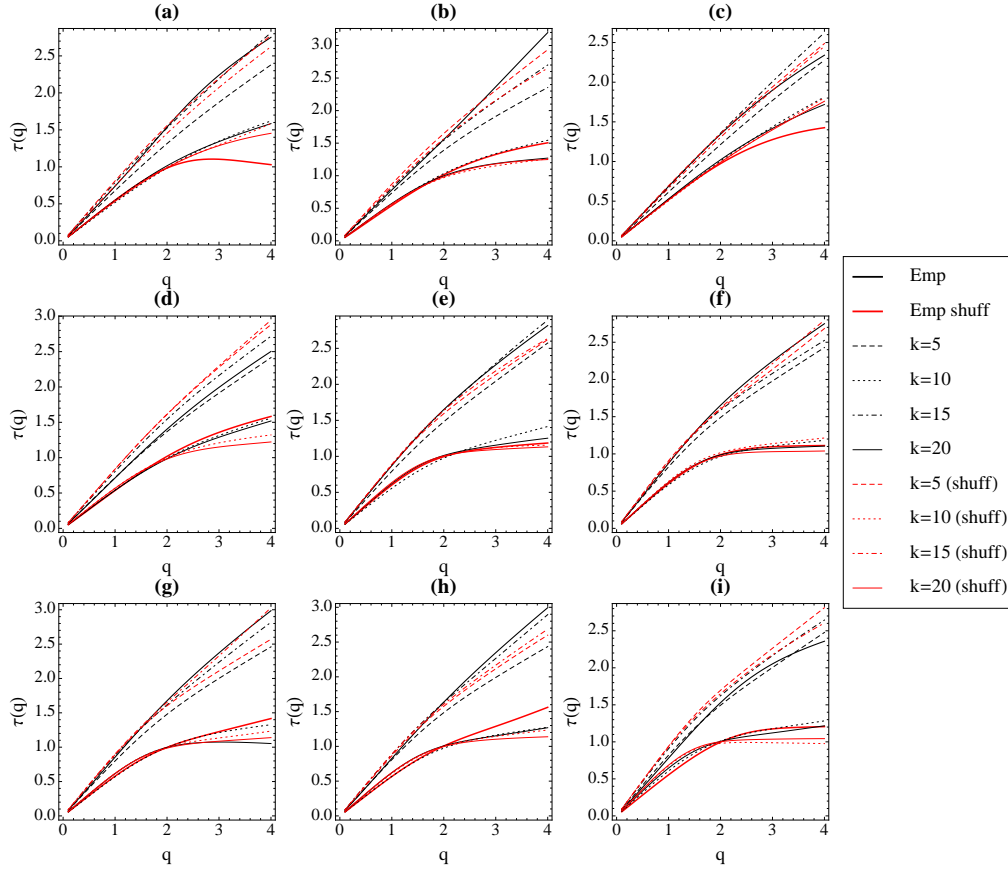 (a)
(b)
(c)
τ(q)
2.5
2.0
1.5
1.0
0.5
0.0
0 1 2 3 4
q
τ(q)
3.0
2.5
2.0
1.5
1.0
0.5
0.0
0 1 2 3 4
q
τ(q)
2.5
2.0
1.5
1.0
0.5
0.0
0 1 2 3 4
q
(d)
(e)
(f)
τ(q)
3.0
2.5
2.0
1.5
1.0
0.5
0.0
0 1 2 3 4
q
τ(q)
2.5
2.0
1.5
1.0
0.5
0.0
0 1 2 3 4
q
τ(q)
2.5
2.0
1.5
1.0
0.5
0.0
0 1 2 3 4
q
(g)
(h)
(i)
τ(q)
3.0
2.5
2.0
1.5
1.0
0.5
0.0
0 1 2 3 4
q
τ(q)
3.0
2.5
2.0
1.5
1.0
0.5
0.0
0 1 2 3 4
q
τ(q)
2.5
2.0
1.5
1.0
0.5
0.0
0 1 2 3 4
q
Emp
Emp shuff
k=5
k=10
k=15
k=20
k=5 (shuff)
k=10 (shuff)
k=15 (shuff)
k=20 (shuff)